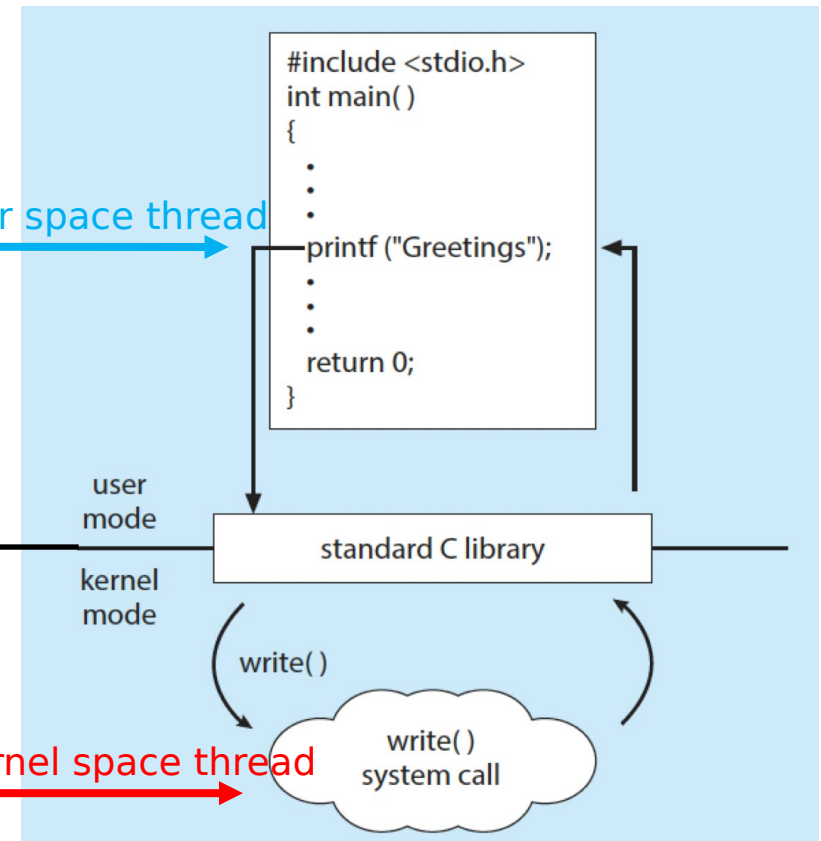 #include <stdio.h>
int main( )
{
.
.
.
r space thread
printf ("Greetings");
.
.
.
return 0;
}
user
mode
standard C library
kernel
mode
write( )
write( )
system call
rnel space thread